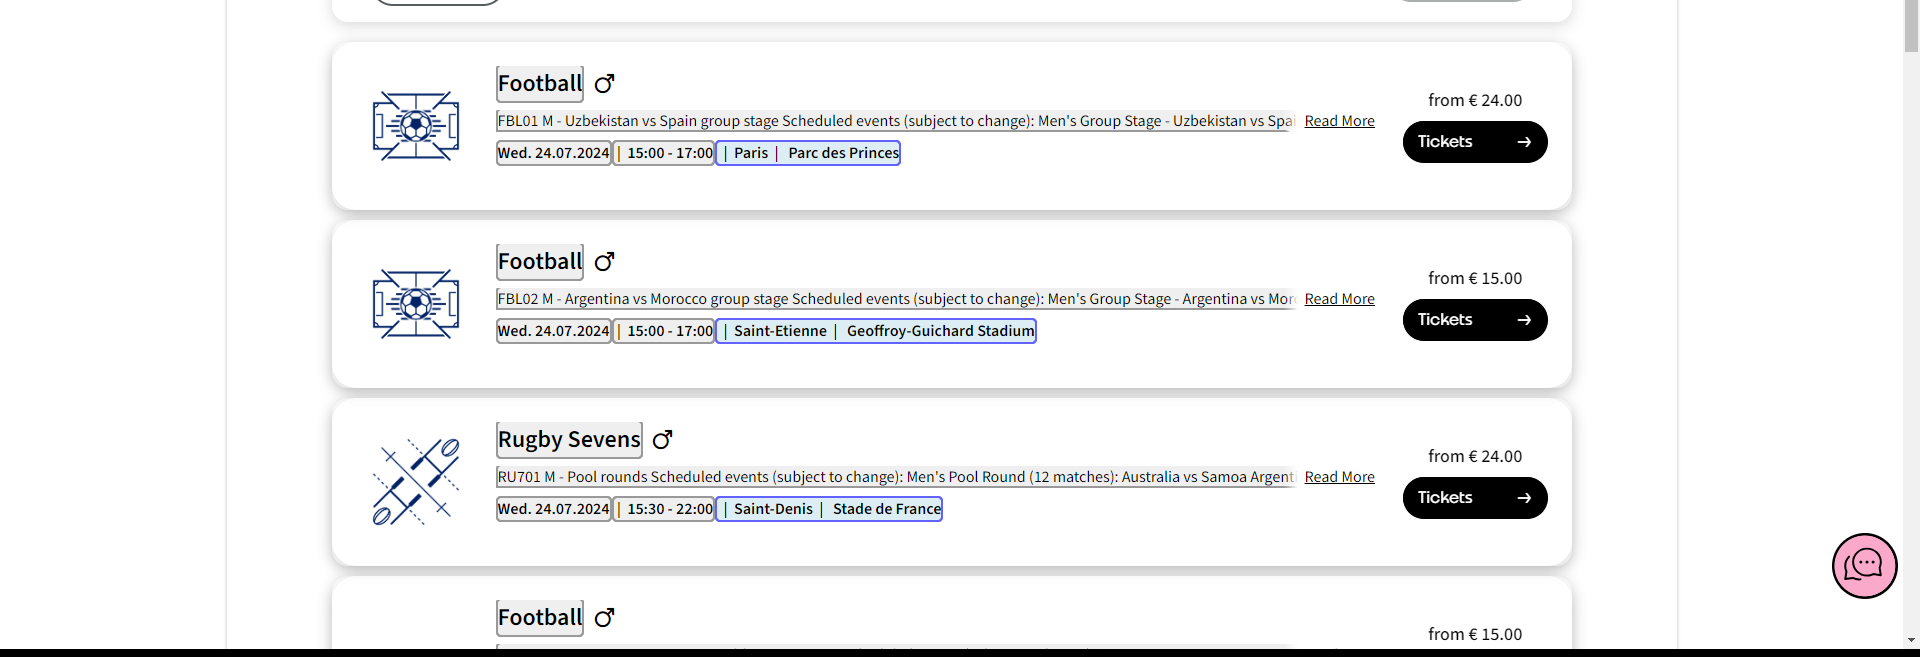 Football
from € 24.00
FBL01 M - Uzbekistan vs Spain group stage Scheduled events (subject to change): Men's Group Stage - Uzbekistan vs Spai Read More
Tickets
Wed. 24.07.2024 | 15:00 - 17:00 | Paris | Parc des Princes
Football
from € 15.00
FBL02 M - Argentina vs Morocco group stage Scheduled events (subject to change): Men's Group Stage - Argentina vs Moro Read More
Tickets
Wed. 24.07.2024 | 15:00 - 17:00 | Saint-Etienne | Geoffroy-Guichard Stadium
Rugby Sevens
from € 24.00
RU701 M - Pool rounds Scheduled events (subject to change): Men's Pool Round (12 matches): Australia vs Samoa Argenti Read More
Tickets
Wed. 24.07.2024 | 15:30 - 22:00 | Saint-Denis | Stade de France
Football
from € 15.00